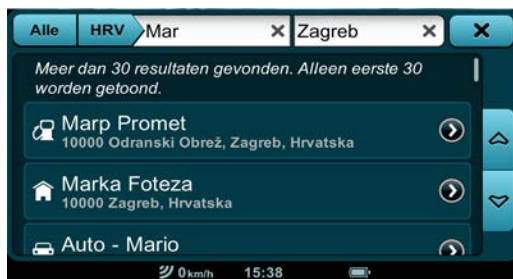 Alle HRV Mar Zagreb
Meer dan 30 resultaten gevonden. Alleen eerste 30
worden getoond.
Marp Promet
10000 Odranski Obrež, Zagreb, Hrvatska
Marka Foteza
10000 Zagreb, Hrvatska
Auto - Mario
0km/h 15:38